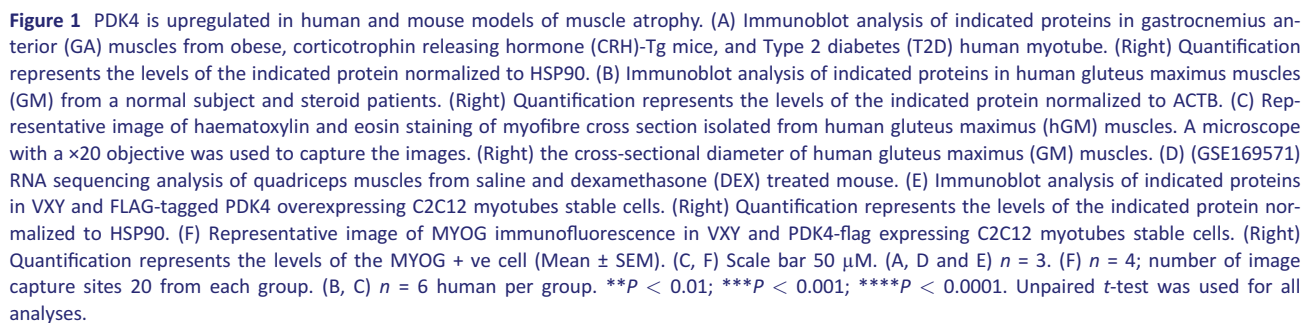 Figure 1 PDK4 is upregulated in human and mouse models of muscle atrophy. (A) Immunoblot analysis of indicated proteins in gastrocnemius an-
terior (GA) muscles from obese, corticotrophin releasing hormone (CRH)-Tg mice, and Type 2 diabetes (T2D) human myotube. (Right) Quantification
represents the levels of the indicated protein normalized to HSP90. (B) Immunoblot analysis of indicated proteins in human gluteus maximus muscles
(GM) from a normal subject and steroid patients. (Right) Quantification represents the levels of the indicated protein normalized to ACTB. (C) Rep-
resentative image of haematoxylin and eosin staining of myofibre cross section isolated from human gluteus maximus (hGM) muscles. A microscope
with a ×20 objective was used to capture the images. (Right) the cross-sectional diameter of human gluteus maximus (GM) muscles. (D) (GSE169571)
RNA sequencing analysis of quadriceps muscles from saline and dexamethasone (DEX) treated mouse. (E) Immunoblot analysis of indicated proteins
in VXY and FLAG-tagged PDK4 overexpressing C2C12 myotubes stable cells. (Right) Quantification represents the levels of the indicated protein nor-
malized to HSP90. (F) Representative image of MYOG immunofluorescence in VXY and PDK4-flag expressing C2C12 myotubes stable cells. (Right)
Quantification represents the levels of the MYOG + ve cell (Mean ± SEM). (C, F) Scale bar 50 μM. (A, D and E) n = 3. (F) n = 4; number of image
capture sites 20 from each group. (B, C) n = 6 human per group. **P < 0.01; ***P < 0.001; ****P < 0.0001. Unpaired t-test was used for all
analyses.